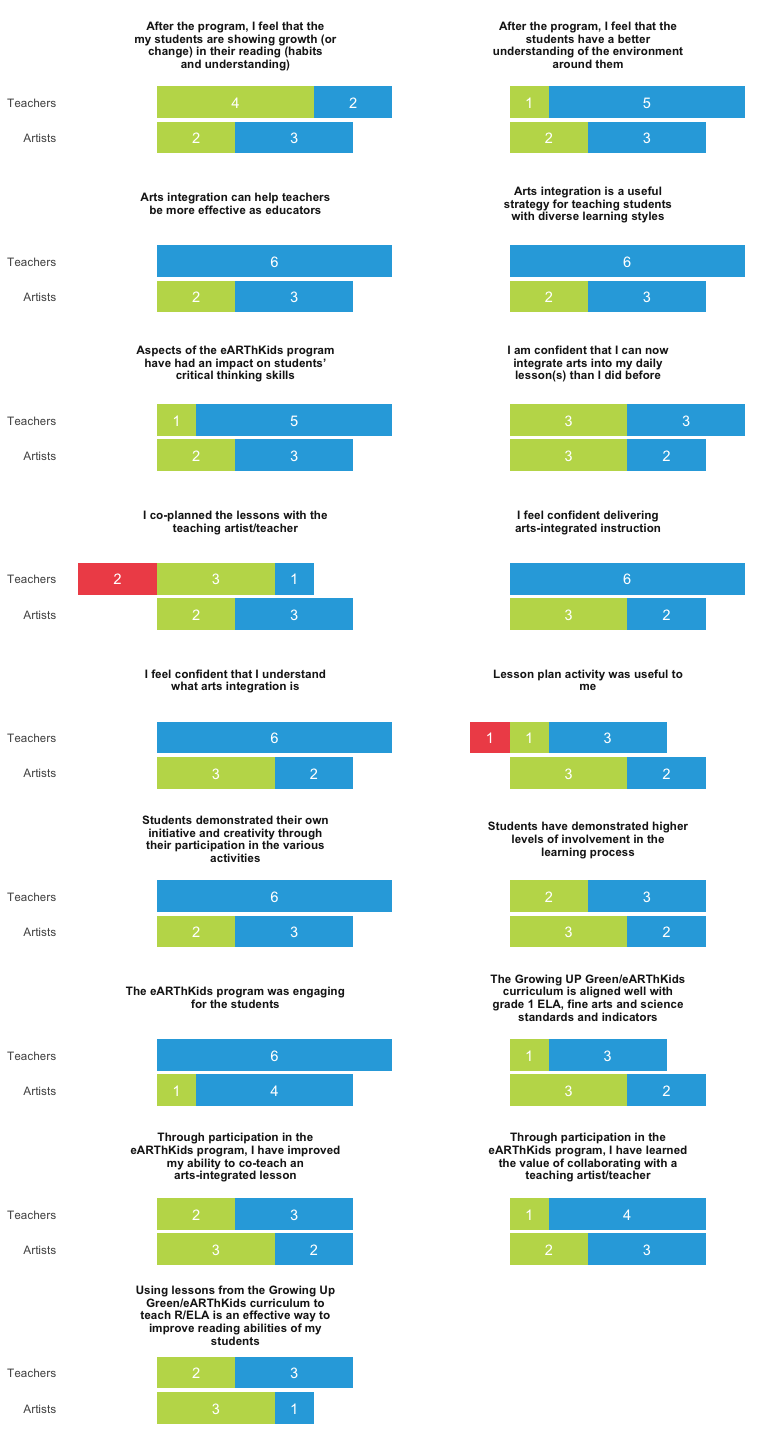 After the program, I feel that the
my students are showing growth (or
change) in their reading (habits
and understanding)
Teachers 4 2
Artists 2 3
After the program, I feel that the
students have a better
understanding of the environment
around them
1 5
2 3
Arts integration can help teachers
be more effective as educators
Teachers 6
Artists 2 3
Arts integration is a useful
strategy for teaching students
with diverse learning styles
6
2 3
Aspects of the eARThKids program
have had an impact on students’
critical thinking skills
Teachers 1 5
Artists 2 3
I am confident that I can now
integrate arts into my daily
lesson(s) than I did before
3 3
3 2
I co-planned the lessons with the
teaching artist/teacher
Teachers 2 3 1
Artists 2 3
I feel confident delivering
arts-integrated instruction
6
3 2
I feel confident that I understand
what arts integration is
Teachers 6
Artists 3 2
Lesson plan activity was useful to
me
1 1 3
3 2
Students demonstrated their own
initiative and creativity through
their participation in the various
activities
Teachers 6
Artists 2 3
Students have demonstrated higher
levels of involvement in the
learning process
2 3
3 2
The eARThKids program was engaging
for the students
Teachers 6
Artists 1 4
The Growing UP Green/eARThKids
curriculum is aligned well with
grade 1 ELA, fine arts and science
standards and indicators
1 3
3 2
Through participation in the
eARThKids program, I have improved
my ability to co-teach an
arts-integrated lesson
Teachers 2 3
Artists 3 2
Through participation in the
eARThKids program, I have learned
the value of collaborating with a
teaching artist/teacher
1 4
2 3
Using lessons from the Growing Up
Green/eARThKids curriculum to
teach R/ELA is an effective way to
improve reading abilities of my
students
Teachers 2 3
Artists 3 1